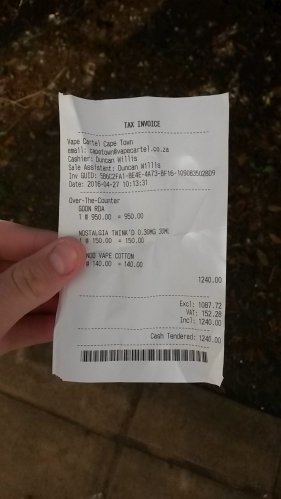 TAX INVOICE
Vape Cartel Cape Town
email: capetown@vapecartel.co.za
Cashier: Duncan Willis
Sale Assistent: Duncan Willis
Date: 2016-04-27 10:13:31
Over-The-Counter
GOON RDA
1 @ 950.00 = 950.00
NOSTALGIA TWINK'D 0.30MG 30ML
1 @ 150.00 = 150.00
VAPE COTTON
@ 140.00 = 140.00
1240.00
Excl: 1087.72
VAT: 152.28
Incl: 1240.00
Cash Tendered: 1240.00